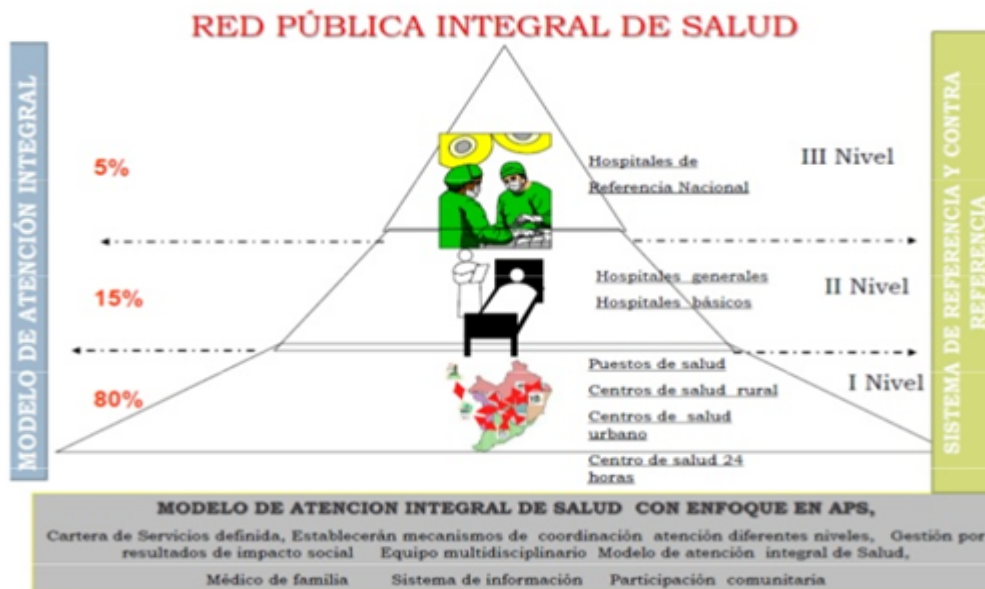 RED PÚBLICA INTEGRAL DE SALUD
MODELO DE ATENCIÓN INTEGRAL
5%
Hospitales de
Referencia Nacional
III Nivel
15%
Hospitales generales
Hospitales básicos
II Nivel
80%
Puestos de salud
Centros de salud rural
Centros de salud
urbano
Centro de salud 24
horas
I Nivel
SISTEMA DE REFERENCIA Y CONTRA
REFERENCIA
MODELO DE ATENCION INTEGRAL DE SALUD CON ENFOQUE EN APS,
Cartera de Servicios definida, Establecerán mecanismos de coordinación atención diferentes niveles, Gestión por
resultados de impacto social Equipo multidisciplinario Modelo de atención integral de Salud,
Médico de familia Sistema de información Participación comunitaria